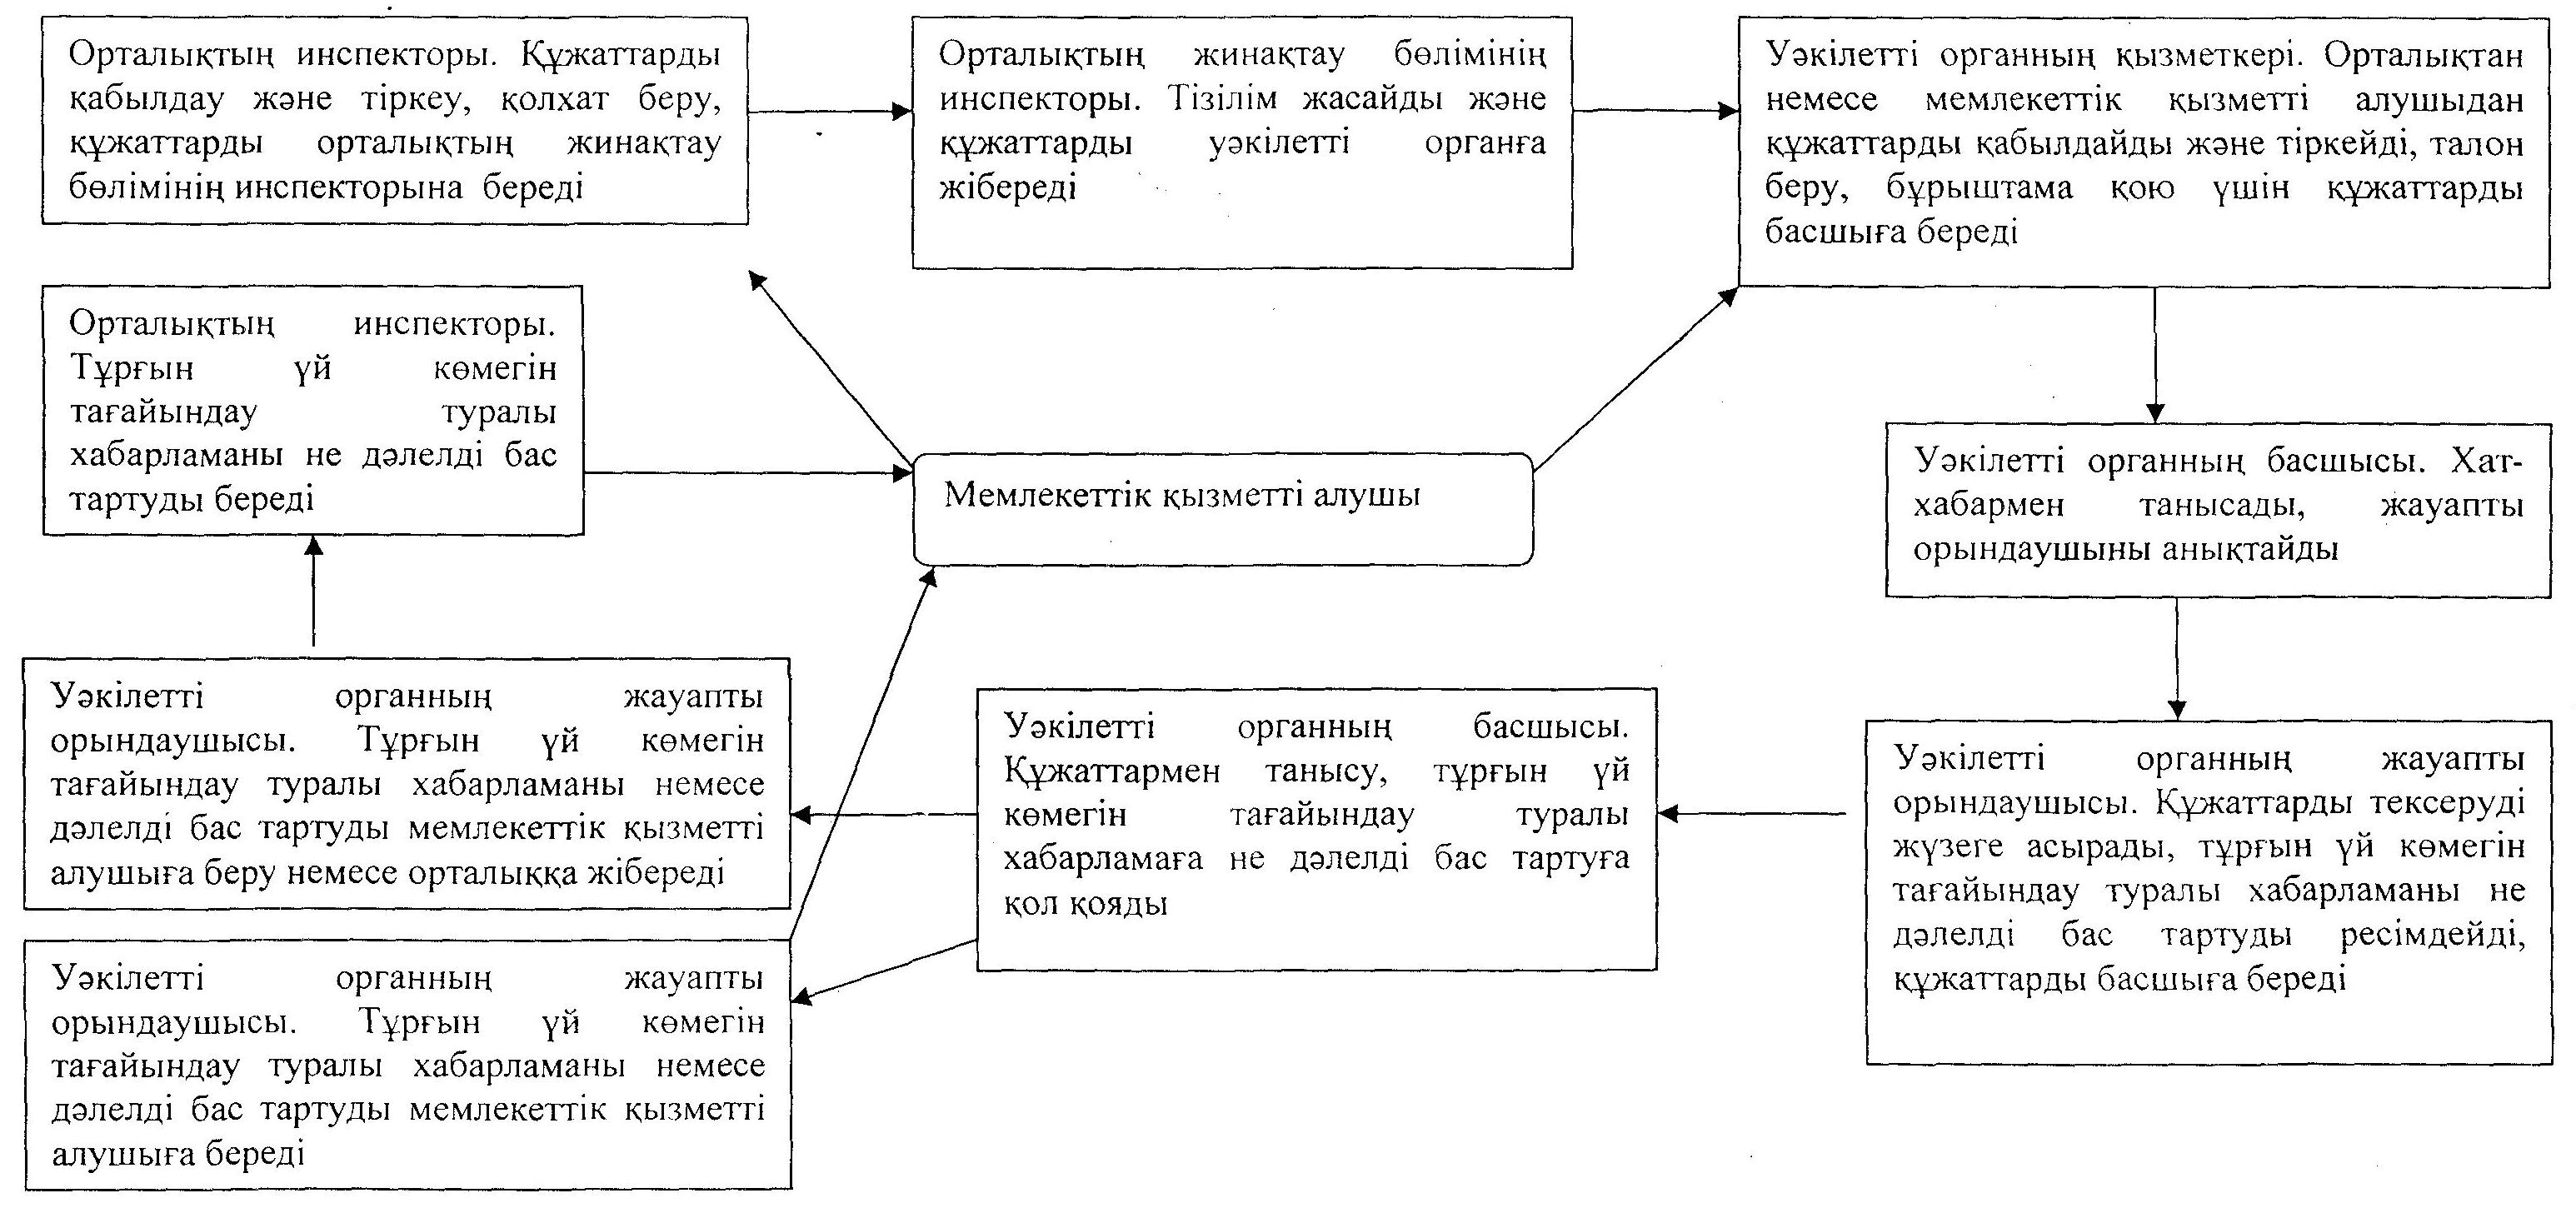 Орталықтың инспекторы. Құжаттарды
қабылдау және тіркеу, қолхат беру,
құжаттарды орталықтың жинақтау
бөлімінің инспекторына береді
Орталықтың жинақтау бөлімінің
инспекторы. Тізілім жасайды және
құжаттарды уәкілетті органға
жібереді
Уәкілетті органның қызметкері. Орталықтан
немесе мемлекеттік қызметті алушыдан
құжаттарды қабылдайды және тіркейді, талон
беру, бұрыштама қою үшін құжаттарды
басшыға береді
Орталықтың инспекторы.
Тұрғын үй көмегін
тағайындау туралы
хабарламаны не дәлелді бас
тартуды береді
Мемлекеттік қызметті алушы
Уәкілетті органның басшысы. Хат-
хабармен танысады, жауапты
орындаушыны анықтайды
Уәкілетті органның жауапты
орындаушысы. Тұрғын үй көмегін
тағайындау туралы хабарламаны немесе
дәлелді бас тартуды мемлекеттік қызметті
алушыға беру немесе орталыққа жібереді
Уәкілетті органның басшысы.
Құжаттармен танысу, тұрғын үй
көмегін тағайындау туралы
хабарламаға не дәлелді бас тартуға
қол қояды
Уәкілетті органның жауапты
орындаушысы. Құжаттарды тексеруді
жүзеге асырады, тұрғын үй көмегін
тағайындау туралы хабарламаны не
дәлелді бас тартуды ресімдейді,
құжаттарды басшыға береді
Уәкілетті органның жауапты
орындаушысы. Тұрғын үй көмегін
тағайындау туралы хабарламаны немесе
дәлелді бас тартуды мемлекеттік қызметті
алушыға береді